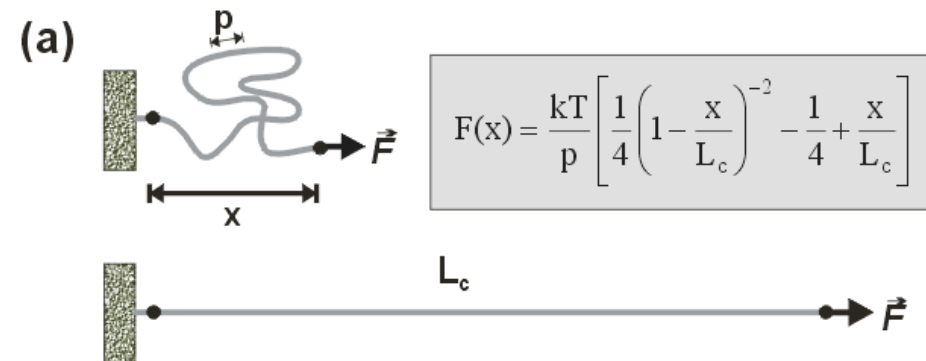 (a)
p
F(x) = kT/p [ 1/4 ( 1 − x/L_c )^−2 − 1/4 + x/L_c ]
F⃗
x
L_c
F⃗